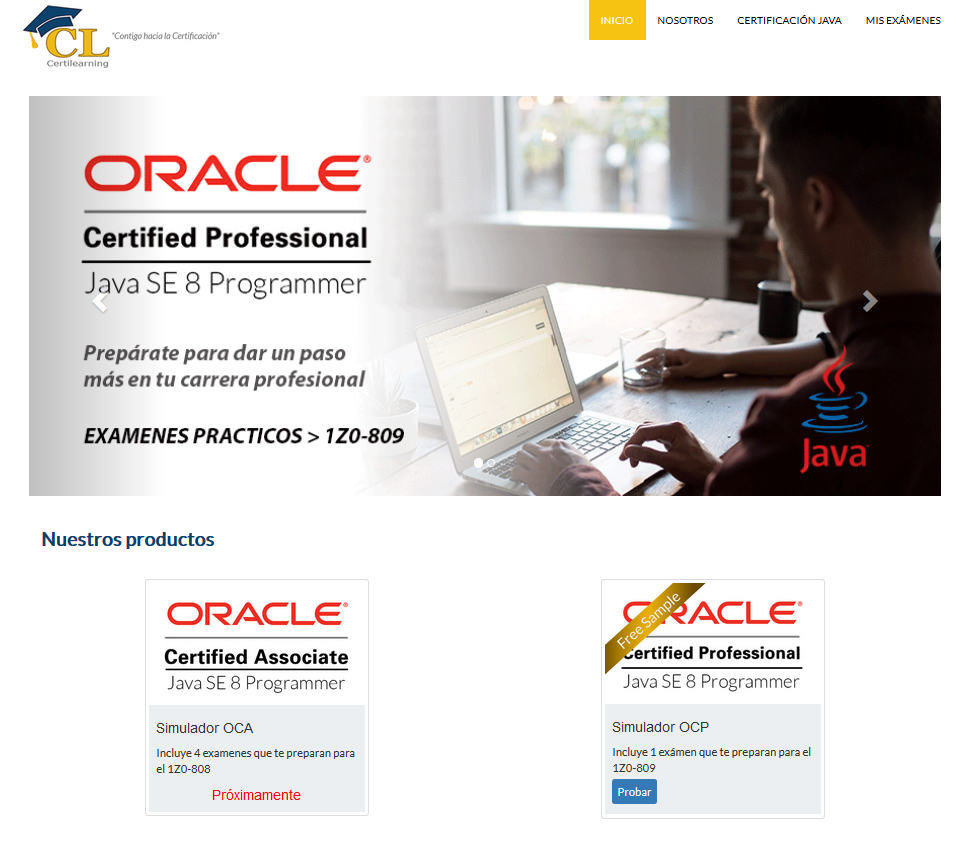 CL
Certilearning
"Contigo hacia la Certificación"
INICIO
NOSOTROS
CERTIFICACIÓN JAVA
MIS EXÁMENES
ORACLE®
Certified Professional
Java SE 8 Programmer
Prepárate para dar un paso
más en tu carrera profesional
EXAMENES PRACTICOS > 1Z0-809
Java
Nuestros productos
ORACLE®
Certified Associate
Java SE 8 Programmer
Simulador OCA
Incluye 4 examenes que te preparan para
el 1Z0-808
Próximamente
Free Sample
ORACLE®
Certified Professional
Java SE 8 Programmer
Simulador OCP
Incluye 1 exámen que te preparan para el
1Z0-809
Probar